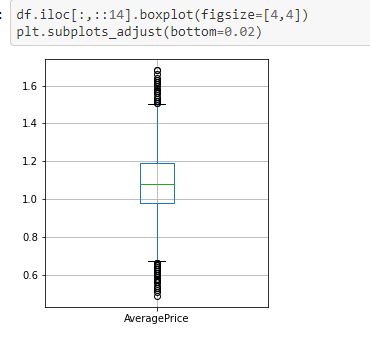 : df.iloc[:,::14].boxplot(figsize=[4,4])
plt.subplots_adjust(bottom=0.02)
1.6
1.4
1.2
1.0
0.8
0.6
AveragePrice